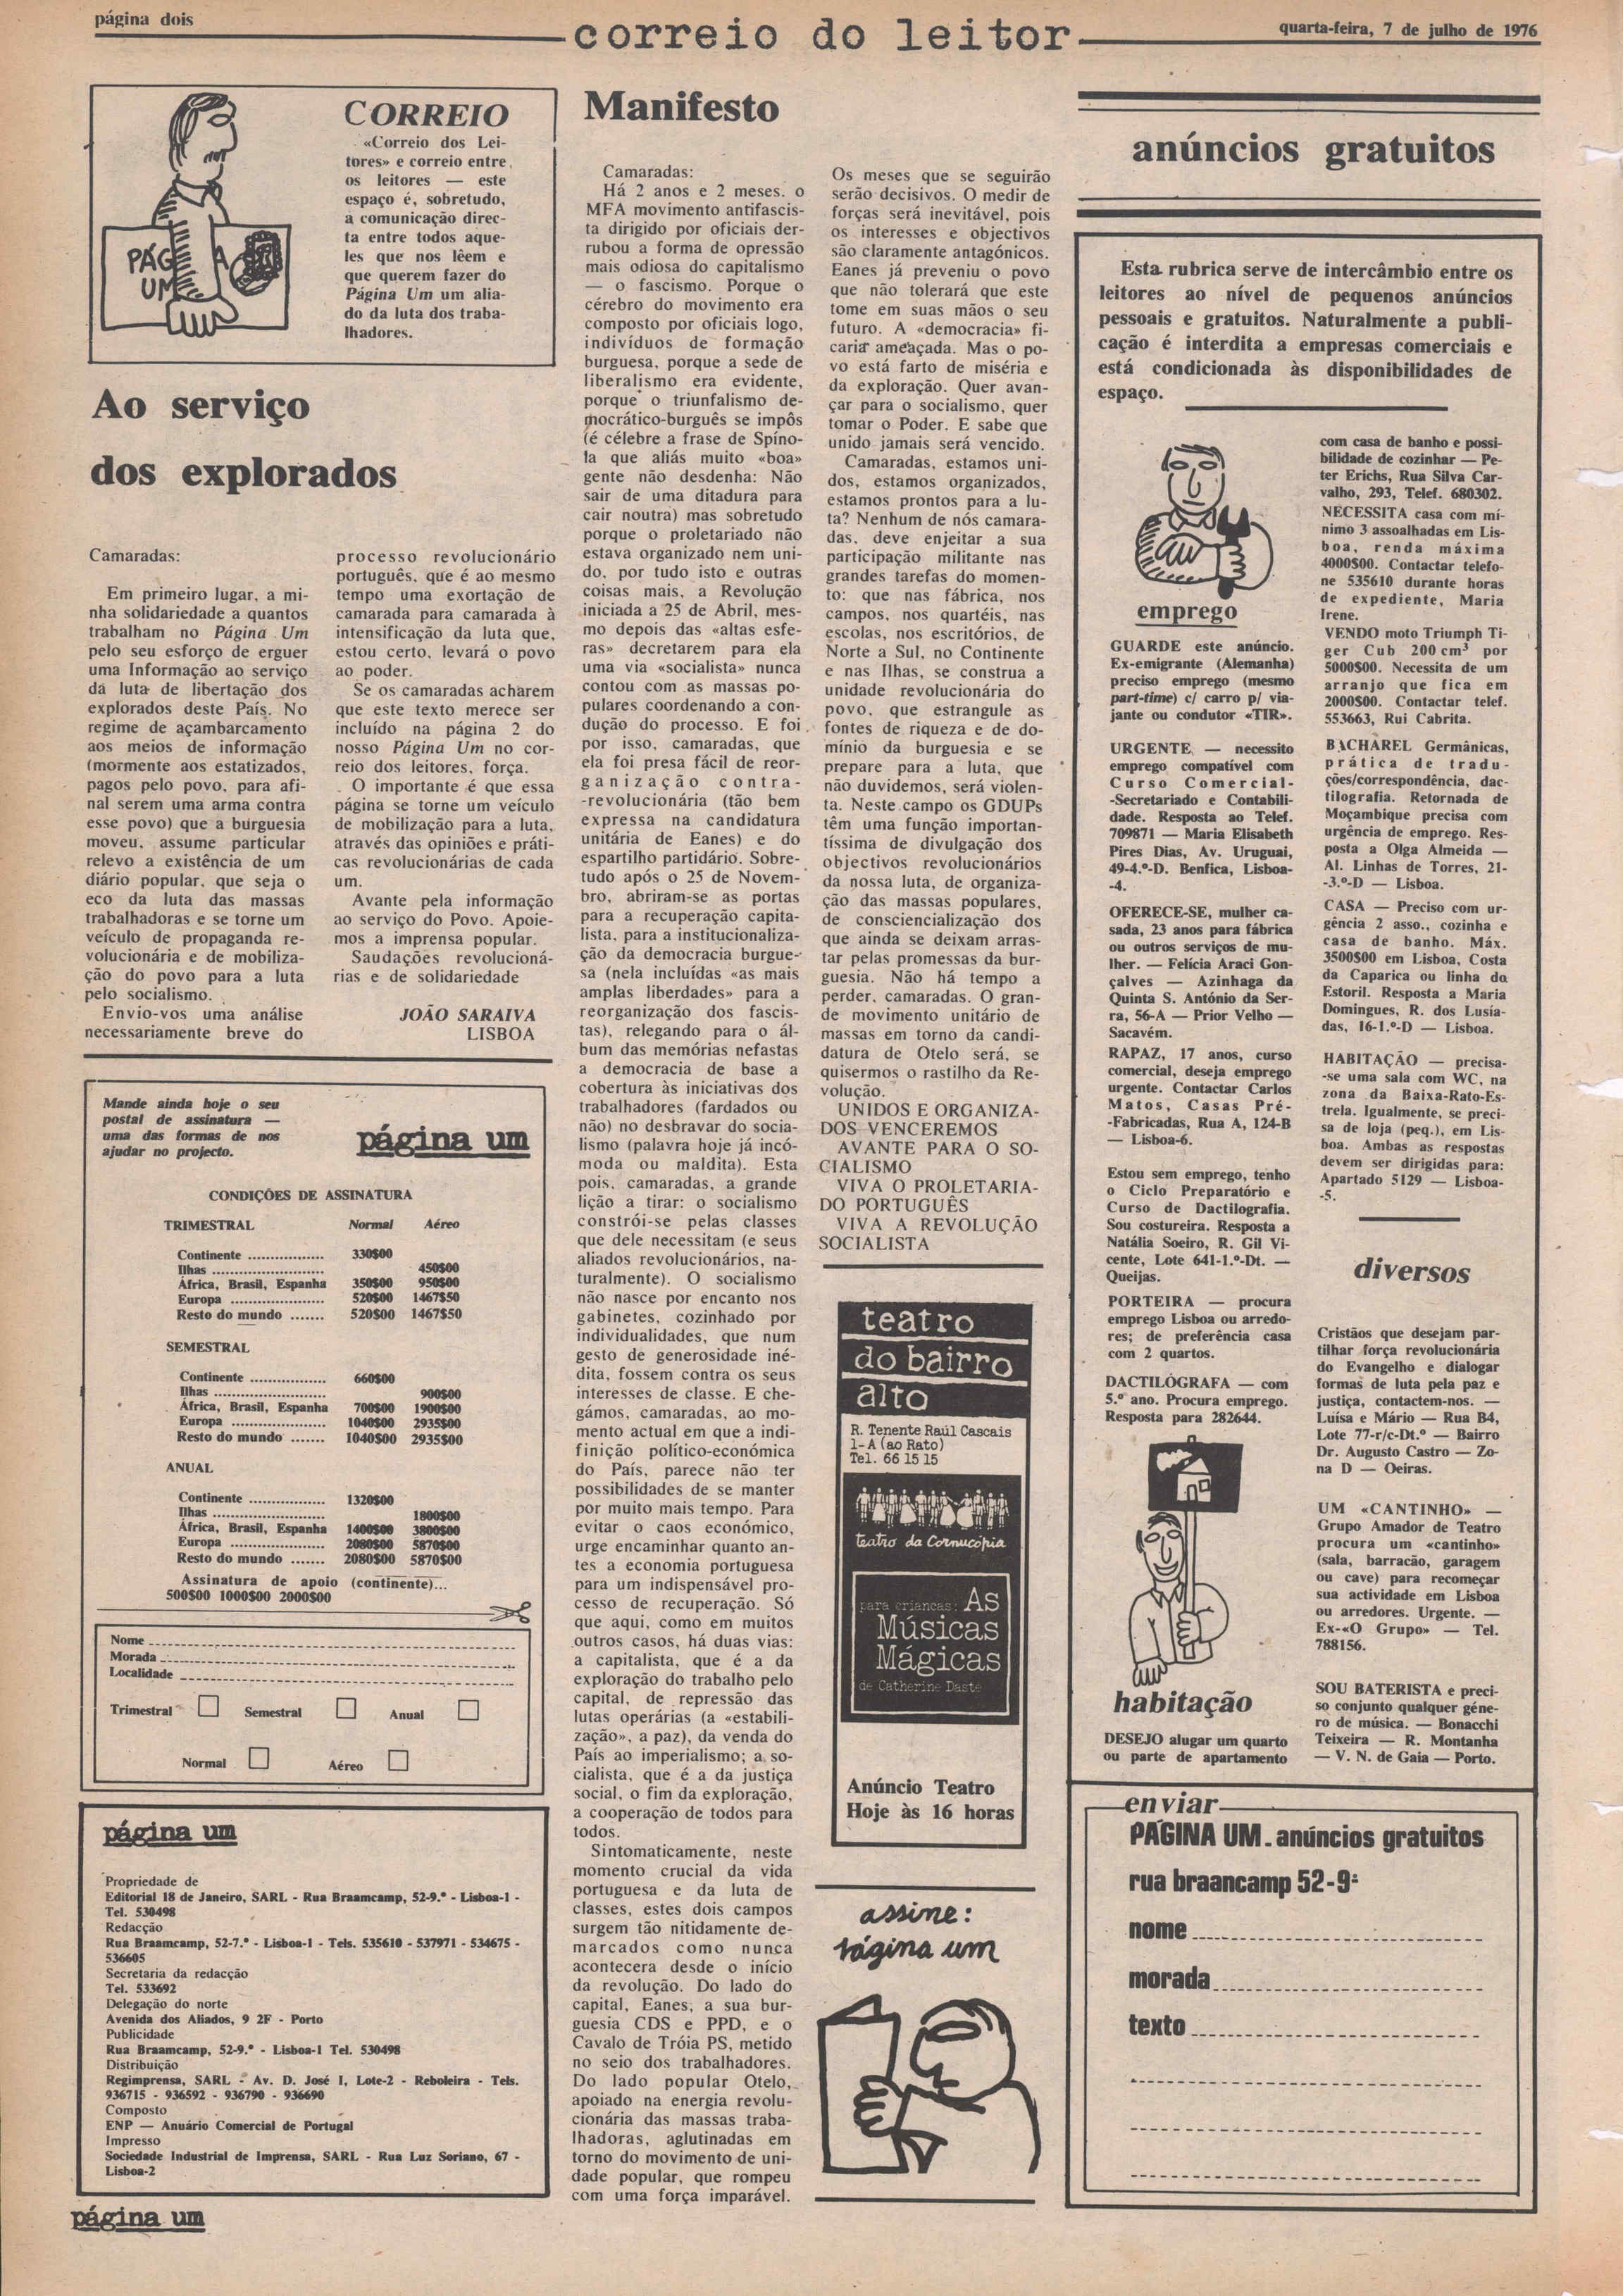 página dois
correio do leitor
quarta-feira, 7 de julho de 1976
PÁG A
UM
CORREIO
«Correio dos Lei-
tores» e correio entre
os leitores — este
espaço é, sobretudo,
a comunicação direc-
ta entre todos aque-
les que nos lêem e
que querem fazer do
Página Um um alia-
do da luta dos traba-
lhadores.
Ao serviço
dos explorados
Camaradas:
Em primeiro lugar, a mi-
nha solidariedade a quantos
trabalham no Página Um
pelo seu esforço de erguer
uma Informação ao serviço
da luta de libertação dos
explorados deste País. No
regime de açambarcamento
aos meios de informação
(mormente aos estatizados,
pagos pelo povo, para afi-
nal serem uma arma contra
esse povo) que a burguesia
moveu, assume particular
relevo a existência de um
diário popular, que seja o
eco da luta das massas
trabalhadoras e se torne um
veículo de propaganda re-
volucionária e de mobiliza-
ção do povo para a luta
pelo socialismo.
Envio-vos uma análise
necessariamente breve do
processo revolucionário
português, que é ao mesmo
tempo uma exortação de
camarada para camarada à
intensificação da luta que,
estou certo, levará o povo
ao poder.
Se os camaradas acharem
que este texto merece ser
incluído na página 2 do
nosso Página Um no cor-
reio dos leitores, força.
O importante é que essa
página se torne um veículo
de mobilização para a luta,
através das opiniões e práti-
cas revolucionárias de cada
um.
Avante pela informação
ao serviço do Povo. Apoie-
mos a imprensa popular.
Saudações revolucioná-
rias e de solidariedade
JOÃO SARAIVA
LISBOA
Mande ainda hoje o seu
postal de assinatura —
uma das formas de nos
ajudar no projecto.
página um
CONDIÇÕES DE ASSINATURA
TRIMESTRAL Normal Aéreo
Continente ................ 330$00
Ilhas ........................ 450$00
África, Brasil, Espanha 350$00 950$00
Europa ..................... 520$00 1467$50
Resto do mundo ....... 520$00 1467$50
SEMESTRAL
Continente ................ 660$00
Ilhas ........................ 900$00
África, Brasil, Espanha 700$00 1900$00
Europa ..................... 1040$00 2935$00
Resto do mundo ....... 1040$00 2935$00
ANUAL
Continente ................ 1320$00
Ilhas ........................ 1800$00
África, Brasil, Espanha 1400$00 3800$00
Europa ..................... 2080$00 5870$00
Resto do mundo ....... 2080$00 5870$00
Assinatura de apoio (continente)...
500$00 1000$00 2000$00
Nome
Morada
Localidade
Trimestral Semestral Anual
Normal Aéreo
página um
Propriedade de
Editorial 18 de Janeiro, SARL - Rua Braamcamp, 52-9.º - Lisboa-1 -
Tel. 530498
Redacção
Rua Braamcamp, 52-7.º - Lisboa-1 - Tels. 535610 - 537971 - 534675 -
536605
Secretaria da redacção
Tel. 533692
Delegação do norte
Avenida dos Aliados, 9 2F - Porto
Publicidade
Rua Braamcamp, 52-9.º - Lisboa-1 Tel. 530498
Distribuição
Regimprensa, SARL - Av. D. José I, Lote-2 - Reboleira - Tels.
936715 - 936592 - 936790 - 936690
Composto
ENP — Anuário Comercial de Portugal
Impresso
Sociedade Industrial de Imprensa, SARL - Rua Luz Soriano, 67 -
Lisboa-2
página um
Manifesto
Camaradas:
Há 2 anos e 2 meses, o
MFA movimento antifascis-
ta dirigido por oficiais der-
rubou a forma de opressão
mais odiosa do capitalismo
— o fascismo. Porque o
cérebro do movimento era
composto por oficiais logo,
indivíduos de formação
burguesa, porque a sede de
liberalismo era evidente,
porque o triunfalismo de-
mocrático-burguês se impôs
(é célebre a frase de Spíno-
la que aliás muito «boa»
gente não desdenha: Não
sair de uma ditadura para
cair noutra) mas sobretudo
porque o proletariado não
estava organizado nem uni-
do, por tudo isto e outras
coisas mais, a Revolução
iniciada a 25 de Abril, mes-
mo depois das «altas esfe-
ras» decretarem para ela
uma via «socialista» nunca
contou com as massas po-
pulares coordenando a con-
dução do processo. E foi
por isso, camaradas, que
ela foi presa fácil de reor-
ganização contra-
-revolucionária (tão bem
expressa na candidatura
unitária de Eanes) e do
espartilho partidário. Sobre-
tudo após o 25 de Novem-
bro, abriram-se as portas
para a recuperação capita-
lista, para a institucionaliza-
ção da democracia burgue-
sa (nela incluídas «as mais
amplas liberdades» para a
reorganização dos fascis-
tas), relegando para o ál-
bum das memórias nefastas
a democracia de base a
cobertura às iniciativas dos
trabalhadores (fardados ou
não) no desbravar do socia-
lismo (palavra hoje já incó-
moda ou maldita). Esta
pois, camaradas, a grande
lição a tirar: o socialismo
constrói-se pelas classes
que dele necessitam (e seus
aliados revolucionários, na-
turalmente). O socialismo
não nasce por encanto nos
gabinetes, cozinhado por
individualidades, que num
gesto de generosidade iné-
dita, fossem contra os seus
interesses de classe. E che-
gámos, camaradas, ao mo-
mento actual em que a indi-
finição político-económica
do País, parece não ter
possibilidades de se manter
por muito mais tempo. Para
evitar o caos económico,
urge encaminhar quanto an-
tes a economia portuguesa
para um indispensável pro-
cesso de recuperação. Só
que aqui, como em muitos
outros casos, há duas vias:
a capitalista, que é a da
exploração do trabalho pelo
capital, de repressão das
lutas operárias (a «estabili-
zação», a paz), da venda do
País ao imperialismo; a so-
cialista, que é a da justiça
social, o fim da exploração,
a cooperação de todos para
todos.
Sintomaticamente, neste
momento crucial da vida
portuguesa e da luta de
classes, estes dois campos
surgem tão nitidamente de-
marcados como nunca
acontecera desde o início
da revolução. Do lado do
capital, Eanes, a sua bur-
guesia CDS e PPD, e o
Cavalo de Tróia PS, metido
no seio dos trabalhadores.
Do lado popular Otelo,
apoiado na energia revolu-
cionária das massas traba-
lhadoras, aglutinadas em
torno do movimento de uni-
dade popular, que rompeu
com uma força imparável.
Os meses que se seguirão
serão decisivos. O medir de
forças será inevitável, pois
os interesses e objectivos
são claramente antagónicos.
Eanes já preveniu o povo
que não tolerará que este
tome em suas mãos o seu
futuro. A «democracia» fi-
caria ameaçada. Mas o po-
vo está farto de miséria e
da exploração. Quer avan-
çar para o socialismo, quer
tomar o Poder. E sabe que
unido jamais será vencido.
Camaradas, estamos uni-
dos, estamos organizados,
estamos prontos para a lu-
ta? Nenhum de nós camara-
das, deve enjeitar a sua
participação militante nas
grandes tarefas do momen-
to: que nas fábrica, nos
campos, nos quartéis, nas
escolas, nos escritórios, de
Norte a Sul, no Continente
e nas Ilhas, se construa a
unidade revolucionária do
povo, que estrangule as
fontes de riqueza e de do-
mínio da burguesia e se
prepare para a luta, que
não duvidemos, será violen-
ta. Neste campo os GDUPs
têm uma função importan-
tíssima de divulgação dos
objectivos revolucionários
da nossa luta, de organiza-
ção das massas populares,
de consciencialização dos
que ainda se deixam arras-
tar pelas promessas da bur-
guesia. Não há tempo a
perder, camaradas. O gran-
de movimento unitário de
massas em torno da candi-
datura de Otelo será, se
quisermos o rastilho da Re-
volução.
UNIDOS E ORGANIZA-
DOS VENCEREMOS
AVANTE PARA O SO-
CIALISMO
VIVA O PROLETARIA-
DO PORTUGUÊS
VIVA A REVOLUÇÃO
SOCIALISTA
teatro
do bairro
alto
R. Tenente Raúl Cascais
1-A (ao Rato)
Tel. 66 15 15
teatro da Cornucópia
para crianças: As
Músicas
Mágicas
de Catherine Dasté
Anúncio Teatro
Hoje às 16 horas
assine:
página um
anúncios gratuitos
Esta rubrica serve de intercâmbio entre os
leitores ao nível de pequenos anúncios
pessoais e gratuitos. Naturalmente a publi-
cação é interdita a empresas comerciais e
está condicionada às disponibilidades de
espaço.
emprego
GUARDE este anúncio.
Ex-emigrante (Alemanha)
preciso emprego (mesmo
part-time) c/ carro p/ via-
jante ou condutor «TIR».
URGENTE — necessito
emprego compatível com
Curso Comercial-
-Secretariado e Contabili-
dade. Resposta ao Telef.
709871 — Maria Elisabeth
Pires Dias, Av. Uruguai,
49-4.º-D. Benfica, Lisboa-
-4.
OFERECE-SE, mulher ca-
sada, 23 anos para fábrica
ou outros serviços de mu-
lher. — Felícia Araci Gon-
çalves — Azinhaga da
Quinta S. António da Ser-
ra, 56-A — Prior Velho —
Sacavém.
RAPAZ, 17 anos, curso
comercial, deseja emprego
urgente. Contactar Carlos
Matos, Casas Pré-
-Fabricadas, Rua A, 124-B
— Lisboa-6.
Estou sem emprego, tenho
o Ciclo Preparatório e
Curso de Dactilografia.
Sou costureira. Resposta a
Natália Soeiro, R. Gil Vi-
cente, Lote 641-1.º-Dt. —
Queijas.
PORTEIRA — procura
emprego Lisboa ou arredo-
res; de preferência casa
com 2 quartos.
DACTILÓGRAFA — com
5.º ano. Procura emprego.
Resposta para 282644.
habitação
DESEJO alugar um quarto
ou parte de apartamento
com casa de banho e possi-
bilidade de cozinhar — Pe-
ter Erichs, Rua Silva Car-
valho, 293, Telef. 680302.
NECESSITA casa com mí-
nimo 3 assoalhadas em Lis-
boa, renda máxima
4000$00. Contactar telefo-
ne 535610 durante horas
de expediente, Maria
Irene.
VENDO moto Triumph Ti-
ger Cub 200 cm³ por
5000$00. Necessita de um
arranjo que fica em
2000$00. Contactar telef.
553663, Rui Cabrita.
BACHAREL Germânicas,
prática de tradu-
ções/correspondência, dac-
tilografia. Retornada de
Moçambique precisa com
urgência de emprego. Res-
posta a Olga Almeida —
Al. Linhas de Torres, 21-
-3.º-D — Lisboa.
CASA — Preciso com ur-
gência 2 asso., cozinha e
casa de banho. Máx.
3500$00 em Lisboa, Costa
da Caparica ou linha do
Estoril. Resposta a Maria
Domingues, R. dos Lusía-
das, 16-1.º-D — Lisboa.
HABITAÇÃO — precisa-
-se uma sala com WC, na
zona da Baixa-Rato-Es-
trela. Igualmente, se preci-
sa de loja (peq.), em Lis-
boa. Ambas as respostas
devem ser dirigidas para:
Apartado 5129 — Lisboa-
-5.
diversos
Cristãos que desejam par-
tilhar força revolucionária
do Evangelho e dialogar
formas de luta pela paz e
justiça, contactem-nos. —
Luísa e Mário — Rua B4,
Lote 77-r/c-Dt.º — Bairro
Dr. Augusto Castro — Zo-
na D — Oeiras.
UM «CANTINHO» —
Grupo Amador de Teatro
procura um «cantinho»
(sala, barracão, garagem
ou cave) para recomeçar
sua actividade em Lisboa
ou arredores. Urgente. —
Ex-«O Grupo» — Tel.
788156.
SOU BATERISTA e preci-
so conjunto qualquer géne-
ro de música. — Bonacchi
Teixeira — R. Montanha
— V. N. de Gaia — Porto.
enviar
PÁGINA UM - anúncios gratuitos
rua braancamp 52-9º
nome
morada
texto